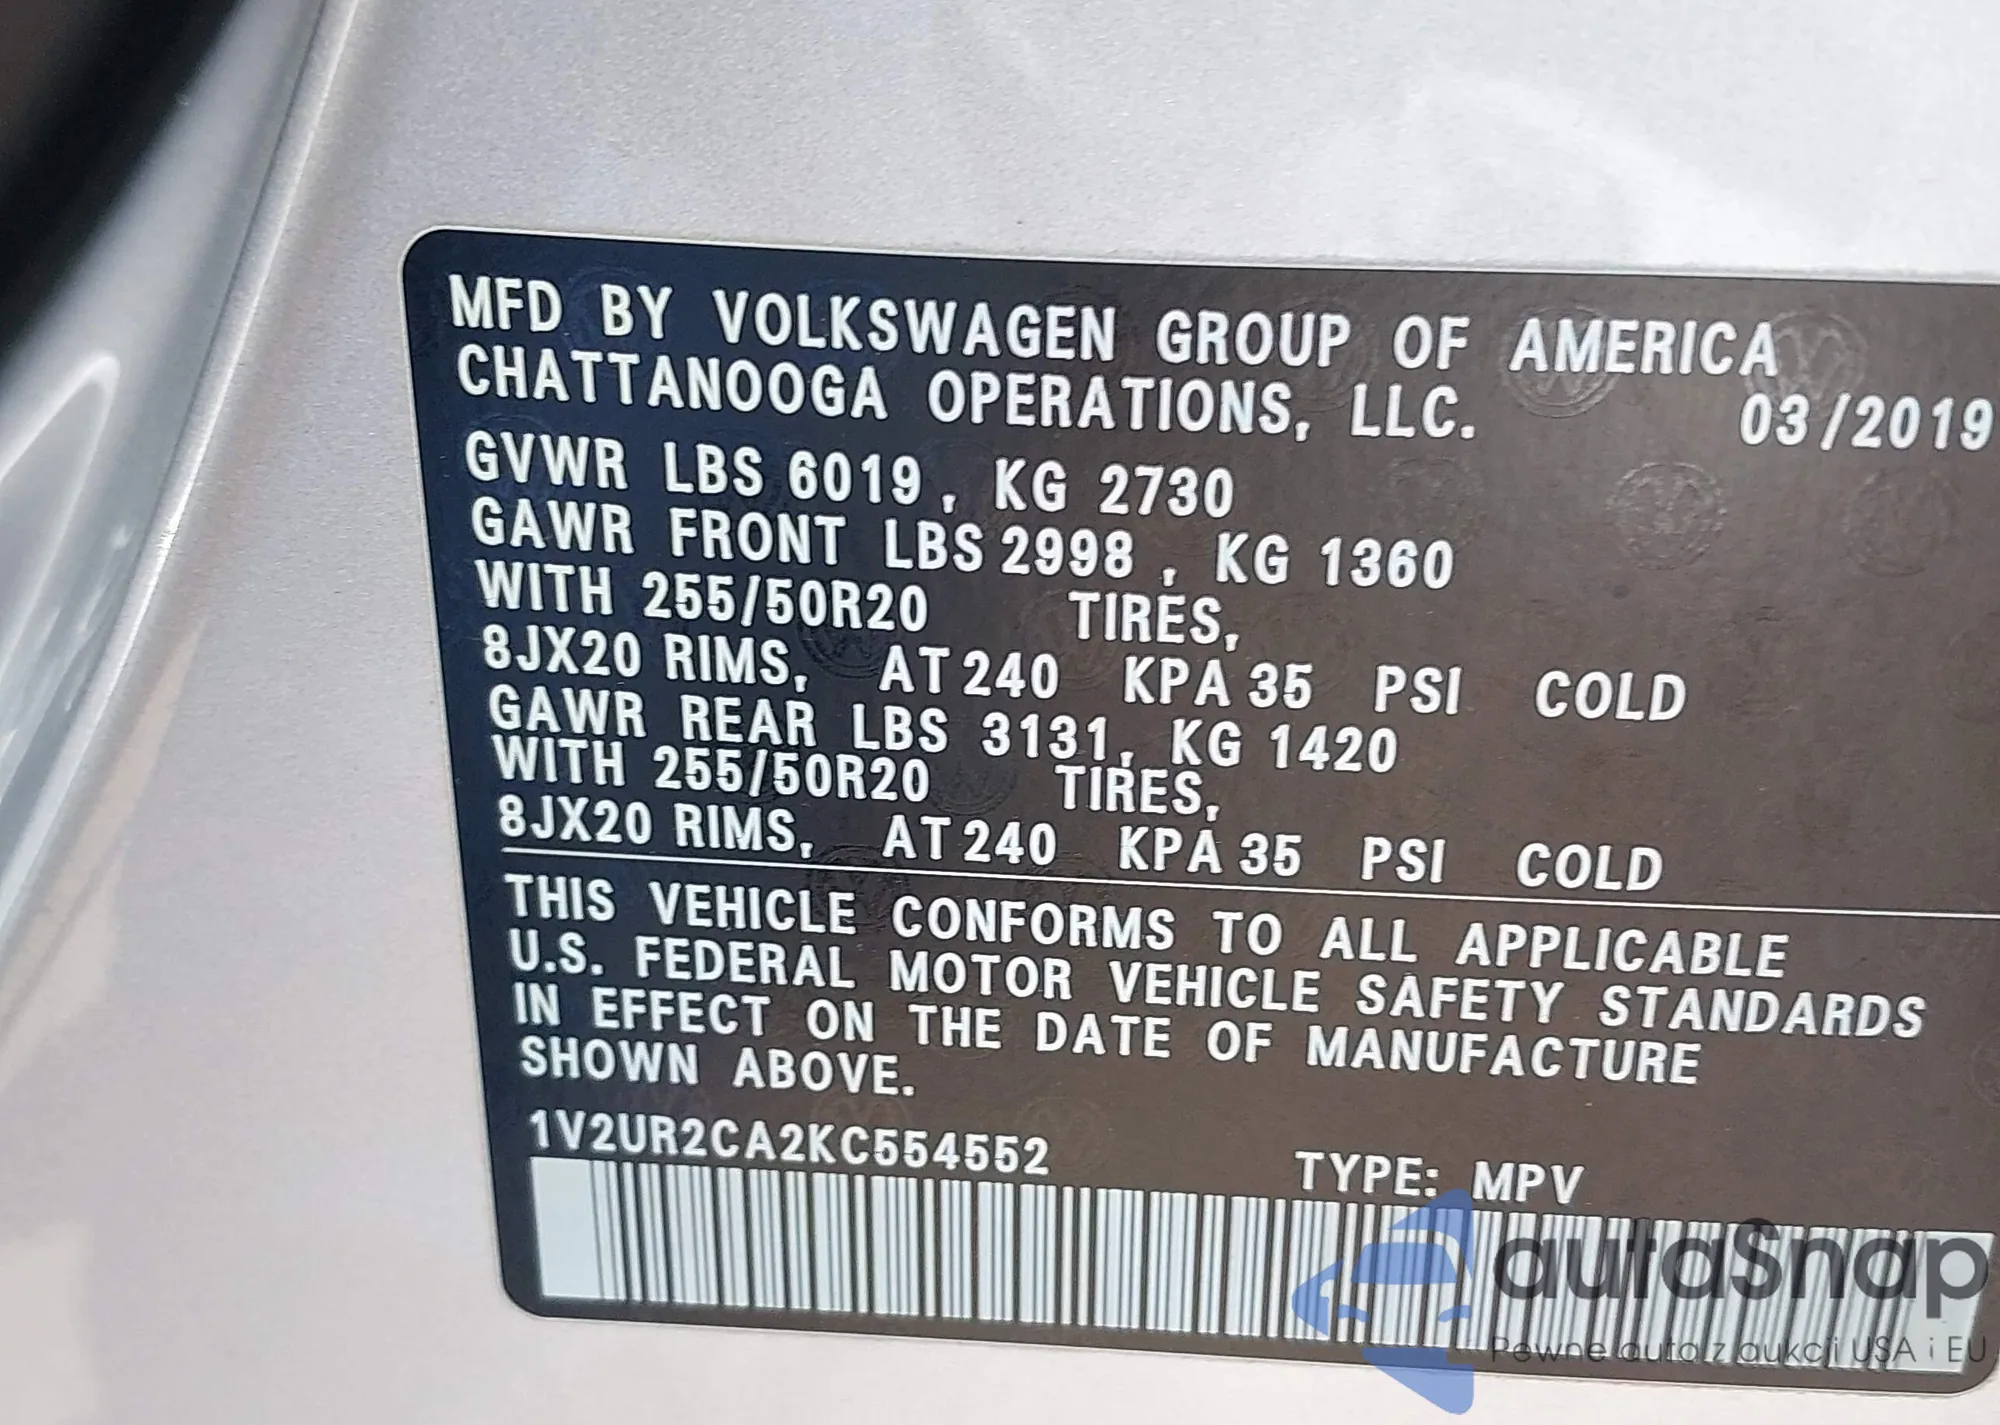 MFD BY VOLKSWAGEN GROUP OF AMERICA
CHATTANOOGA OPERATIONS, LLC. 03/2019
GVWR LBS 6019, KG 2730
GAWR FRONT LBS 2998, KG 1360
WITH 255/50R20 TIRES,
8JX20 RIMS, AT 240 KPA 35 PSI COLD
GAWR REAR LBS 3131, KG 1420
WITH 255/50R20 TIRES,
8JX20 RIMS, AT 240 KPA 35 PSI COLD
THIS VEHICLE CONFORMS TO ALL APPLICABLE
U.S. FEDERAL MOTOR VEHICLE SAFETY STANDARDS
IN EFFECT ON THE DATE OF MANUFACTURE
SHOWN ABOVE.
1V2UR2CA2KC554552 TYPE: MPV
autaSnap
Pewne auta z aukcji USA i EU